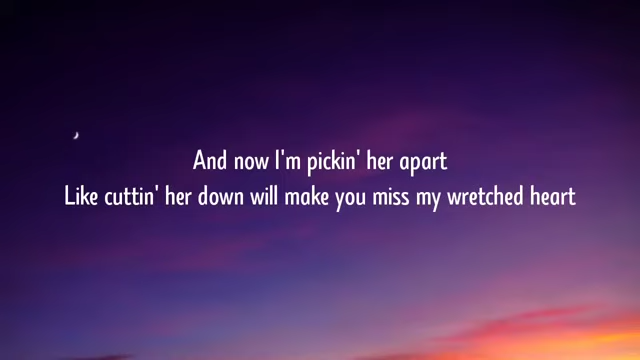 And now I'm pickin' her apart
Like cuttin' her down will make you miss my wretched heart